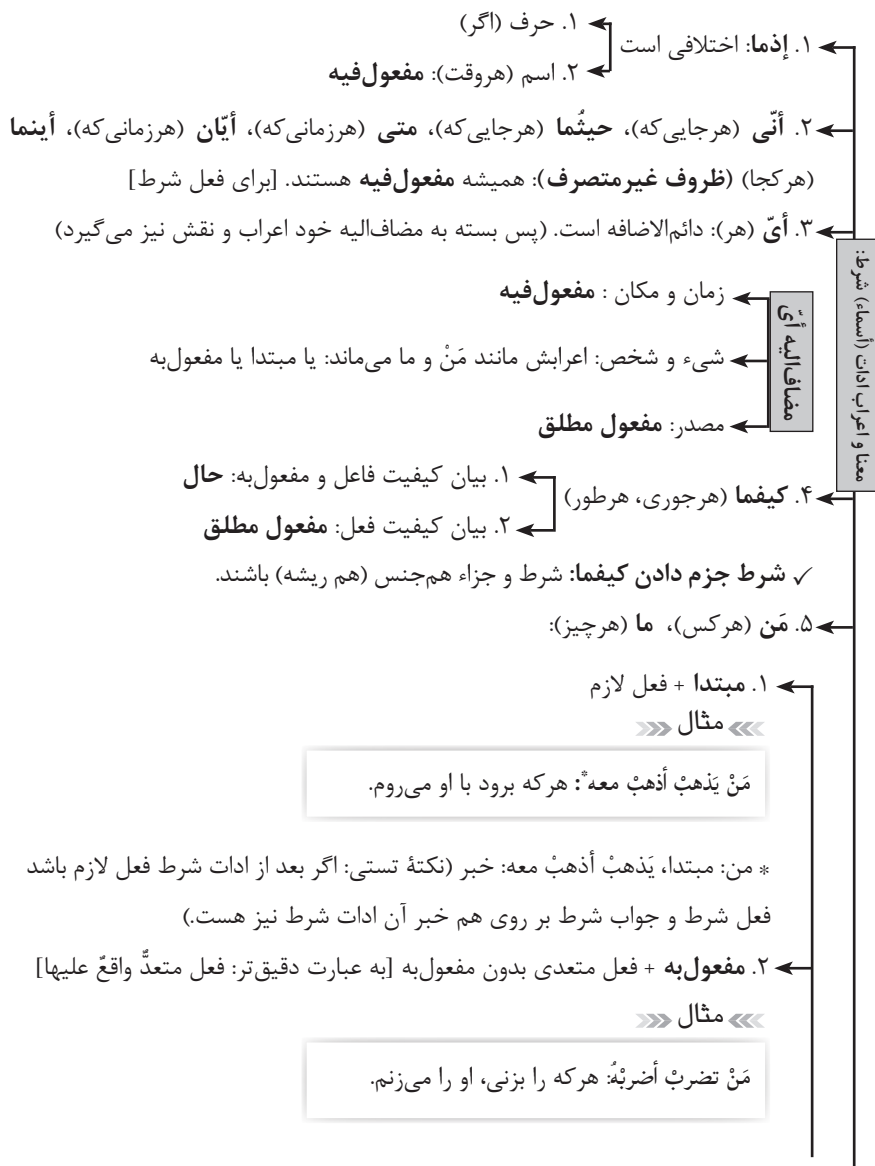 ۱. إذما: اختلافی است
۱. حرف (اگر)
۲. اسم (هروقت): مفعول‌فیه
۲. أنّی (هرجایی‌که)، حیثُما (هرجایی‌که)، متی (هرزمانی‌که)، أیّان (هرزمانی‌که)، أینما
(هرکجا) (ظروف غیرمتصرف): همیشه مفعول‌فیه هستند. [برای فعل شرط]
۳. أیّ (هر): دائم‌الاضافه است. (پس بسته به مضاف‌الیه خود اعراب و نقش نیز می‌گیرد)
معنا و اعراب ادات (أسماء) شرط:
مضاف‌الیه أیّ
زمان و مکان : مفعول‌فیه
شیء و شخص: اعرابش مانند مَنْ و ما می‌ماند: یا مبتدا یا مفعول‌به
مصدر: مفعول مطلق
۴. کیفما (هرجوری، هرطور)
۱. بیان کیفیت فاعل و مفعول‌به: حال
۲. بیان کیفیت فعل: مفعول مطلق
✓ شرط جزم دادن کیفما: شرط و جزاء هم‌جنس (هم ریشه) باشند.
۵. مَن (هرکس)، ما (هرچیز):
۱. مبتدا + فعل لازم
مثال
مَنْ یَذهبْ أذهبْ معه*: هرکه برود با او می‌روم.
* من: مبتدا، یَذهبْ أذهبْ معه: خبر (نکتهٔ تستی: اگر بعد از ادات شرط فعل لازم باشد
فعل شرط و جواب شرط بر روی هم خبر آن ادات شرط نیز هست.)
۲. مفعول‌به + فعل متعدی بدون مفعول‌به [به عبارت دقیق‌تر: فعل متعدٌّ واقعٌ علیها]
مثال
مَنْ تضربْ أضربْهُ: هرکه را بزنی، او را می‌زنم.